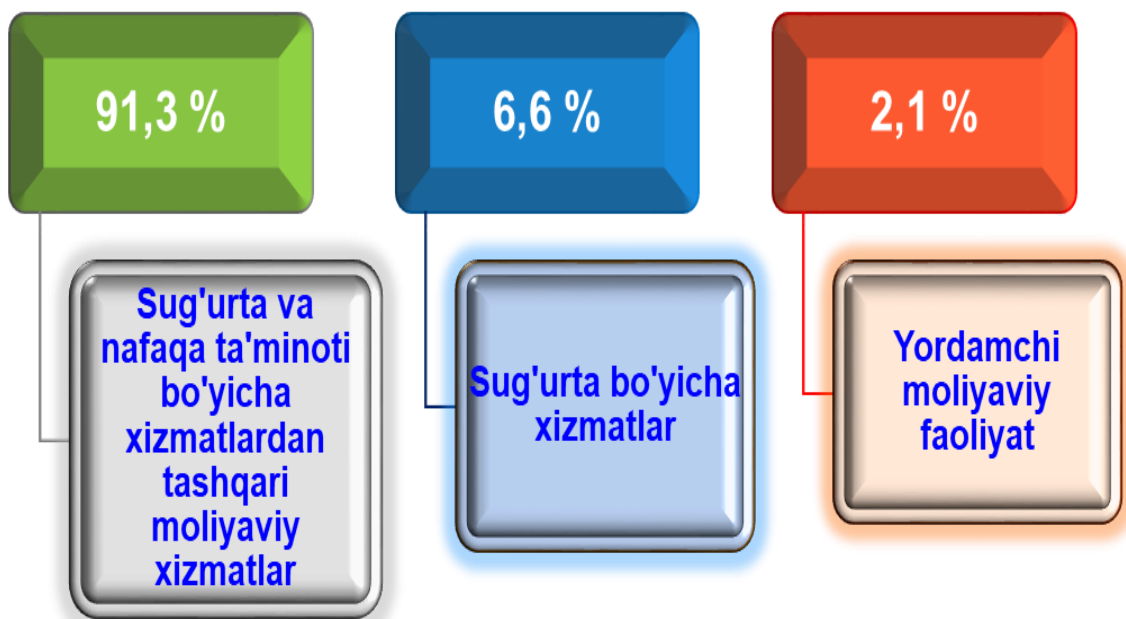 91,3 %
6,6 %
2,1 %
Sug'urta va
nafaqa ta'minoti
bo'yicha
xizmatlardan
tashqari
moliyaviy
xizmatlar
Sug'urta bo'yicha
xizmatlar
Yordamchi
moliyaviy
faoliyat